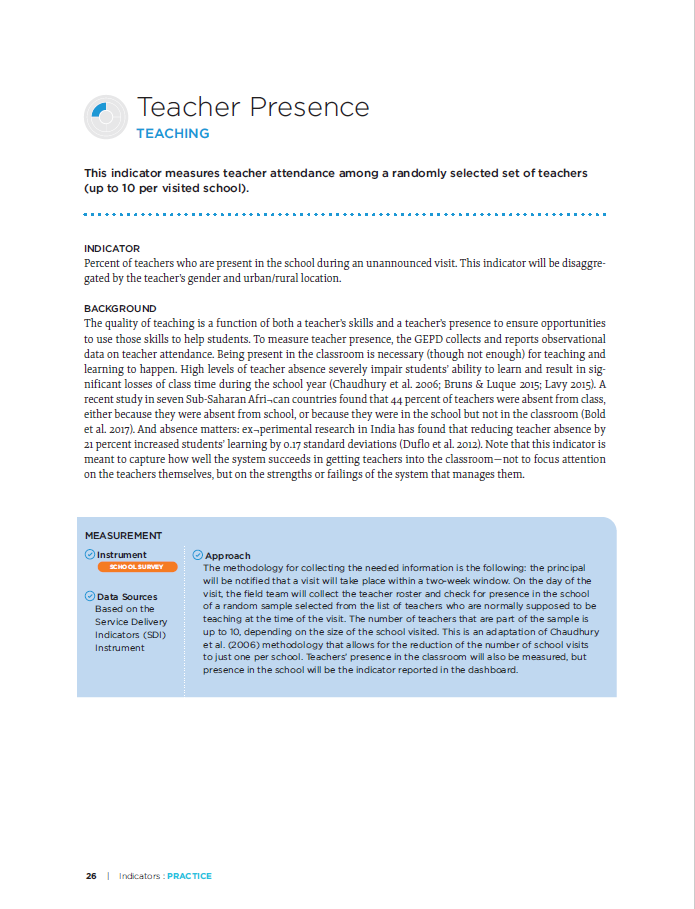 Teacher Presence
TEACHING
This indicator measures teacher attendance among a randomly selected set of teachers
(up to 10 per visited school).
INDICATOR
Percent of teachers who are present in the school during an unannounced visit. This indicator will be disaggre-
gated by the teacher's gender and urban/rural location.
BACKGROUND
The quality of teaching is a function of both a teacher's skills and a teacher's presence to ensure opportunities
to use those skills to help students. To measure teacher presence, the GEPD collects and reports observational
data on teacher attendance. Being present in the classroom is necessary (though not enough) for teaching and
learning to happen. High levels of teacher absence severely impair students' ability to learn and result in sig-
nificant losses of class time during the school year (Chaudhury et al. 2006; Bruns & Luque 2015; Lavy 2015). A
recent study in seven Sub-Saharan Afri¬can countries found that 44 percent of teachers were absent from class,
either because they were absent from school, or because they were in the school but not in the classroom (Bold
et al. 2017). And absence matters: ex¬perimental research in India has found that reducing teacher absence by
21 percent increased students' learning by 0.17 standard deviations (Duflo et al. 2012). Note that this indicator is
meant to capture how well the system succeeds in getting teachers into the classroom—not to focus attention
on the teachers themselves, but on the strengths or failings of the system that manages them.
MEASUREMENT
Instrument
SCHOOL SURVEY
Data Sources
Based on the
Service Delivery
Indicators (SDI)
Instrument
Approach
The methodology for collecting the needed information is the following: the principal
will be notified that a visit will take place within a two-week window. On the day of the
visit, the field team will collect the teacher roster and check for presence in the school
of a random sample selected from the list of teachers who are normally supposed to be
teaching at the time of the visit. The number of teachers that are part of the sample is
up to 10, depending on the size of the school visited. This is an adaptation of Chaudhury
et al. (2006) methodology that allows for the reduction of the number of school visits
to just one per school. Teachers' presence in the classroom will also be measured, but
presence in the school will be the indicator reported in the dashboard.
26 | Indicators : PRACTICE